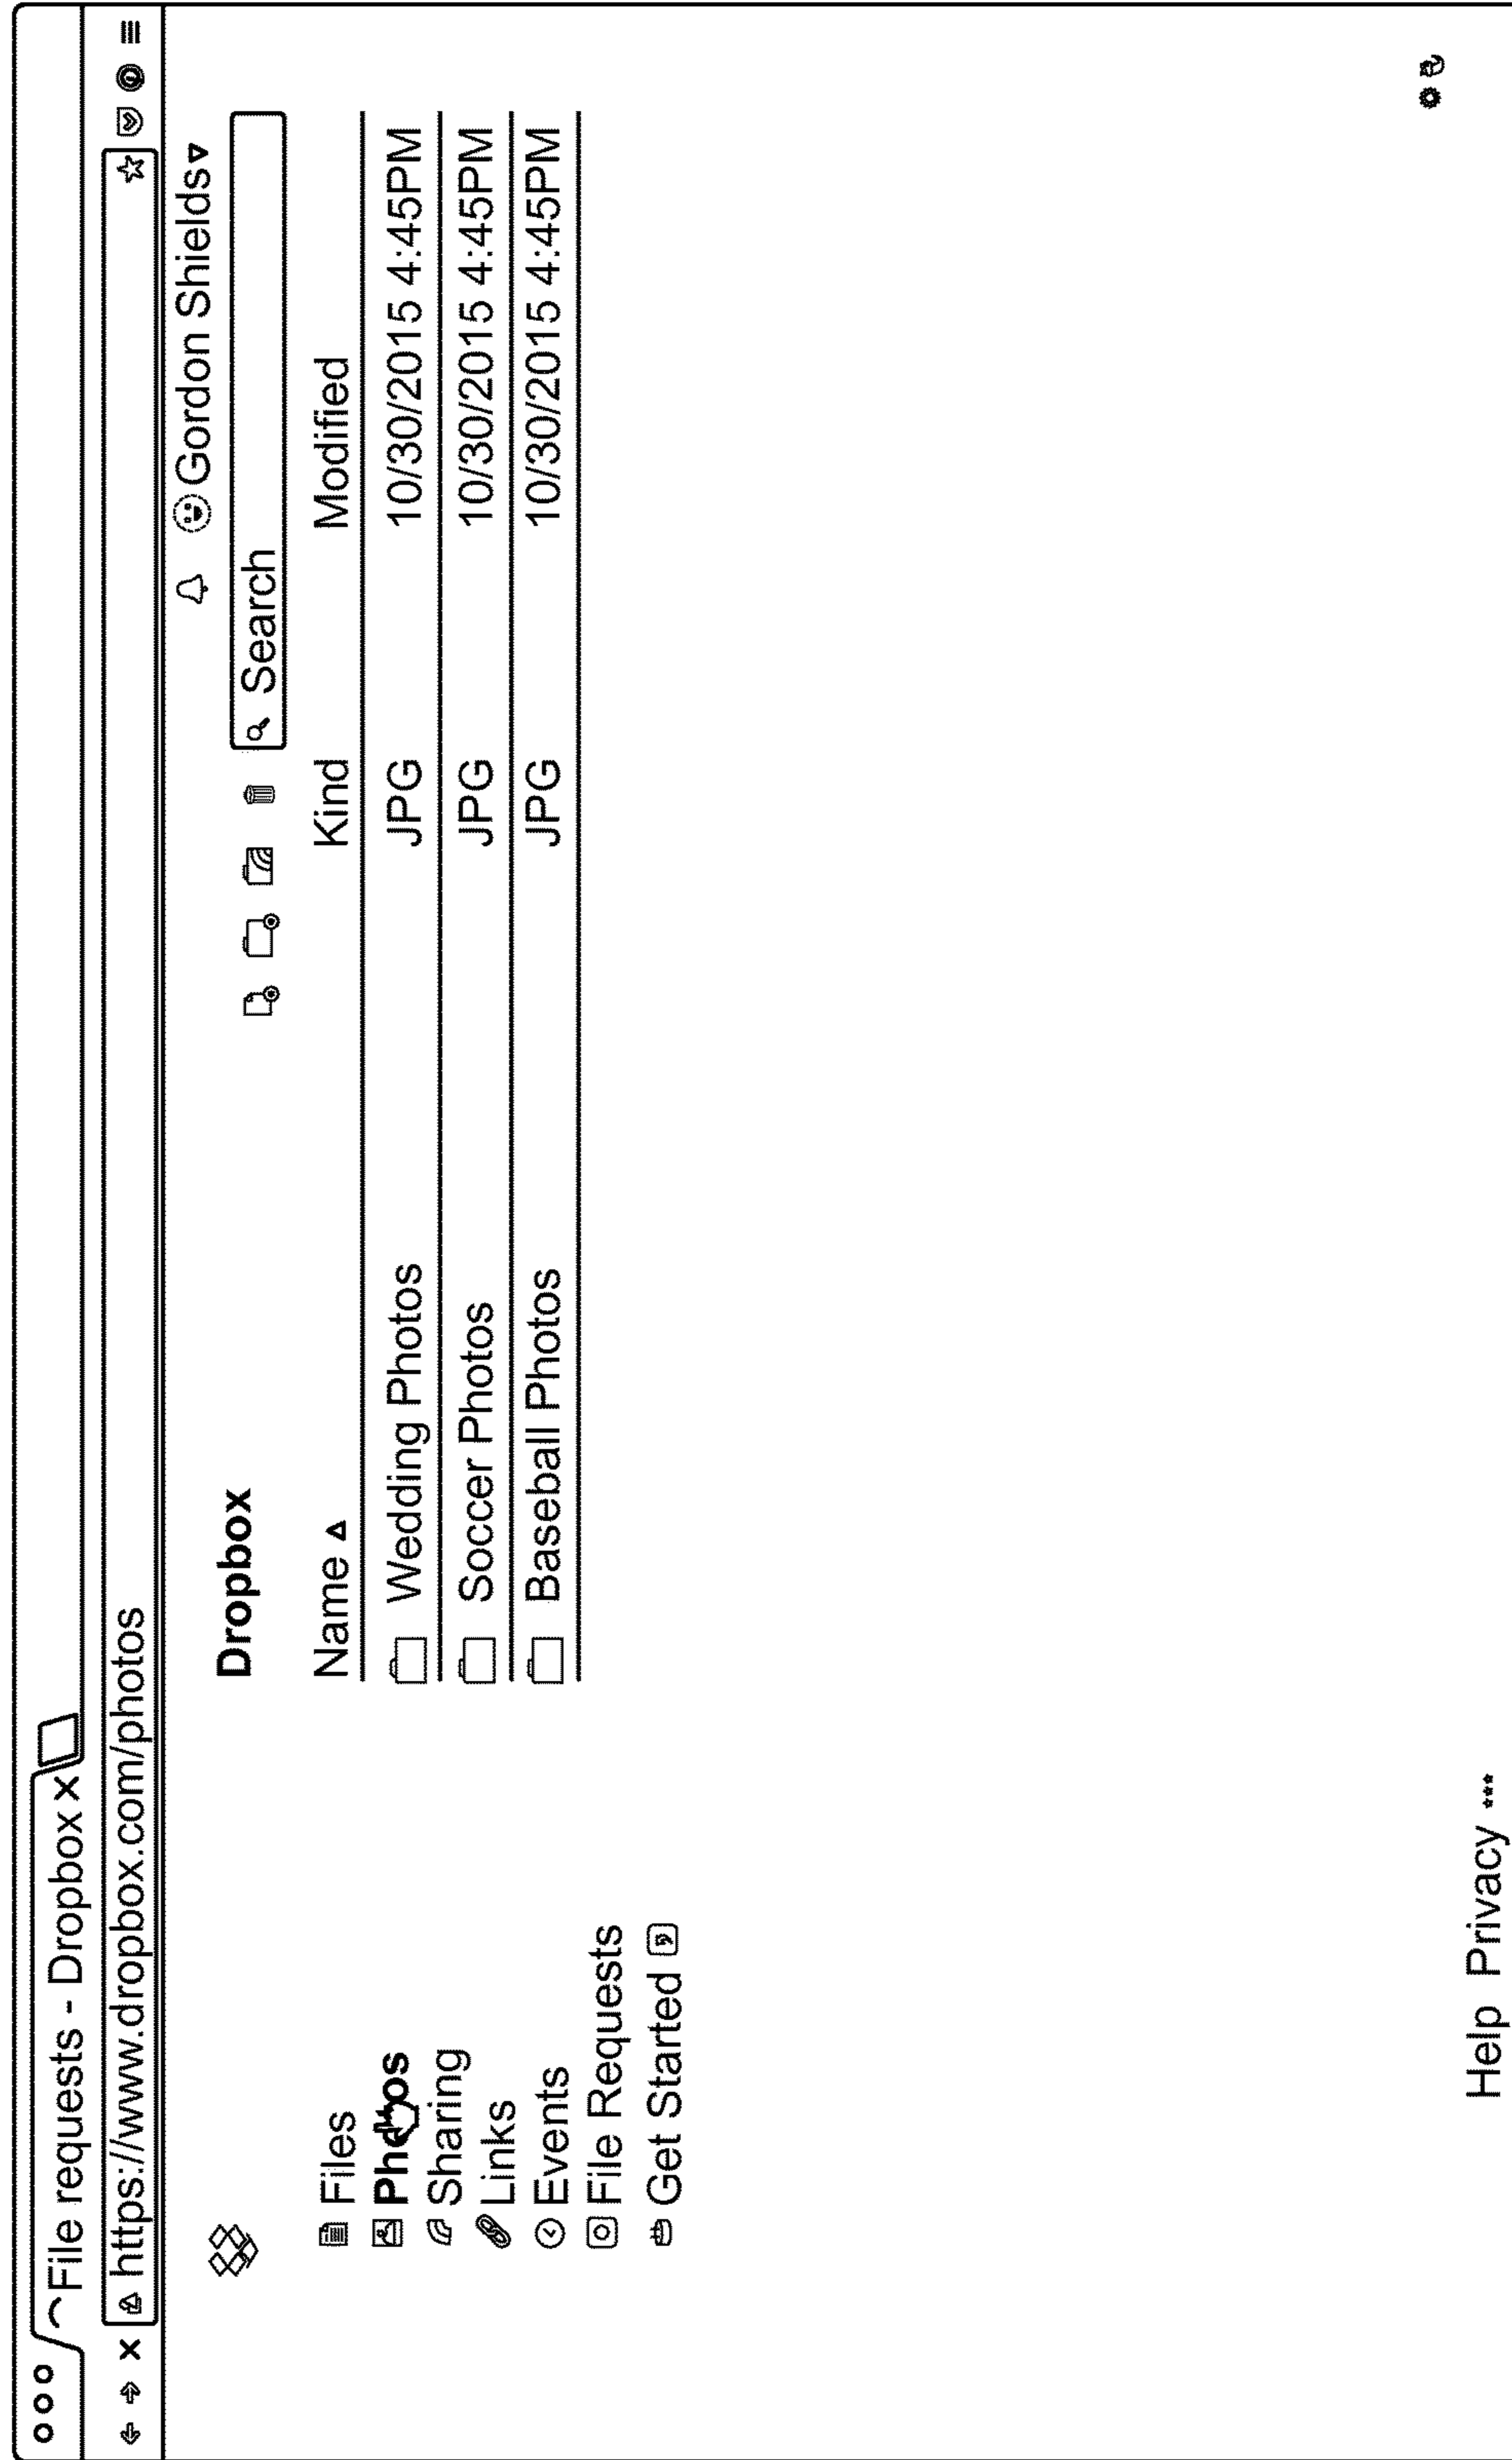 File requests - Dropbox X
https://www.dropbox.com/photos
Gordon Shields
Dropbox
Search
Name Kind Modified
Wedding Photos JPG 10/30/2015 4:45PM
Soccer Photos JPG 10/30/2015 4:45PM
Baseball Photos JPG 10/30/2015 4:45PM
Files
Photos
Sharing
Links
Events
File Requests
Get Started
Help Privacy